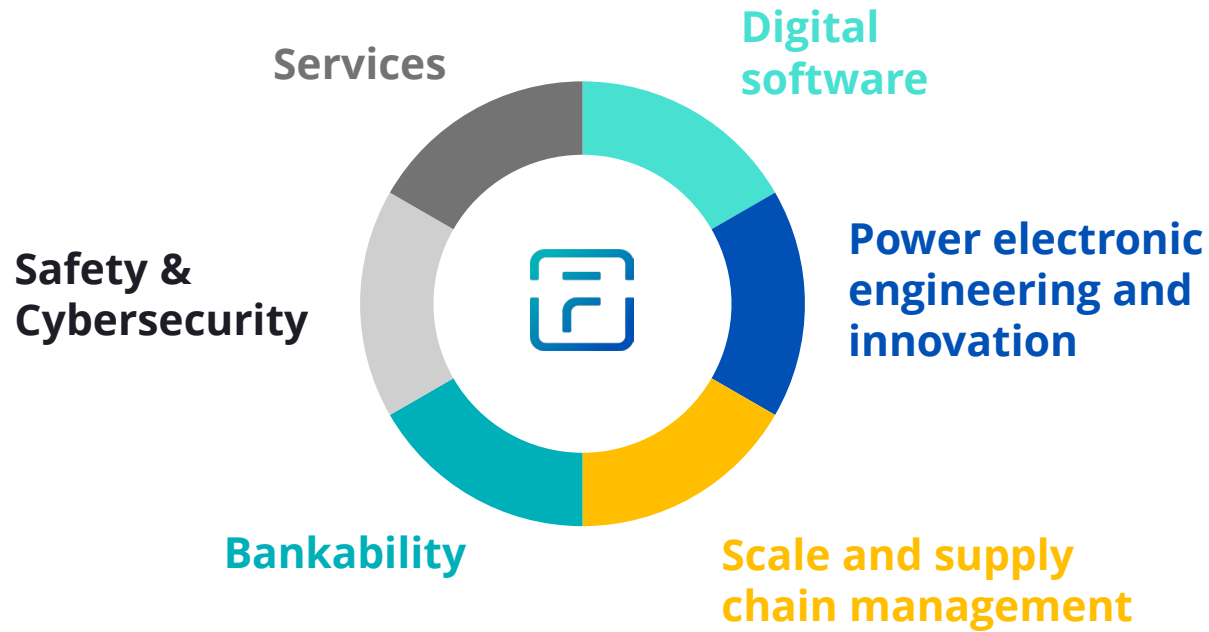 Digital
software
Services
Power electronic
engineering and
innovation
Safety &
Cybersecurity
Bankability
Scale and supply
chain management